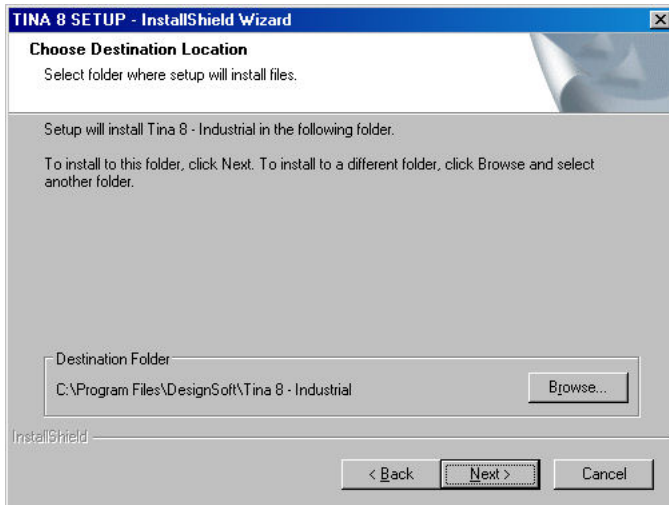 TINA 8 SETUP - InstallShield Wizard
Choose Destination Location
Select folder where setup will install files.
Setup will install Tina 8 - Industrial in the following folder.
To install to this folder, click Next. To install to a different folder, click Browse and select
another folder.
Destination Folder
C:\Program Files\DesignSoft\Tina 8 - Industrial
Browse...
InstallShield
< Back
Next >
Cancel